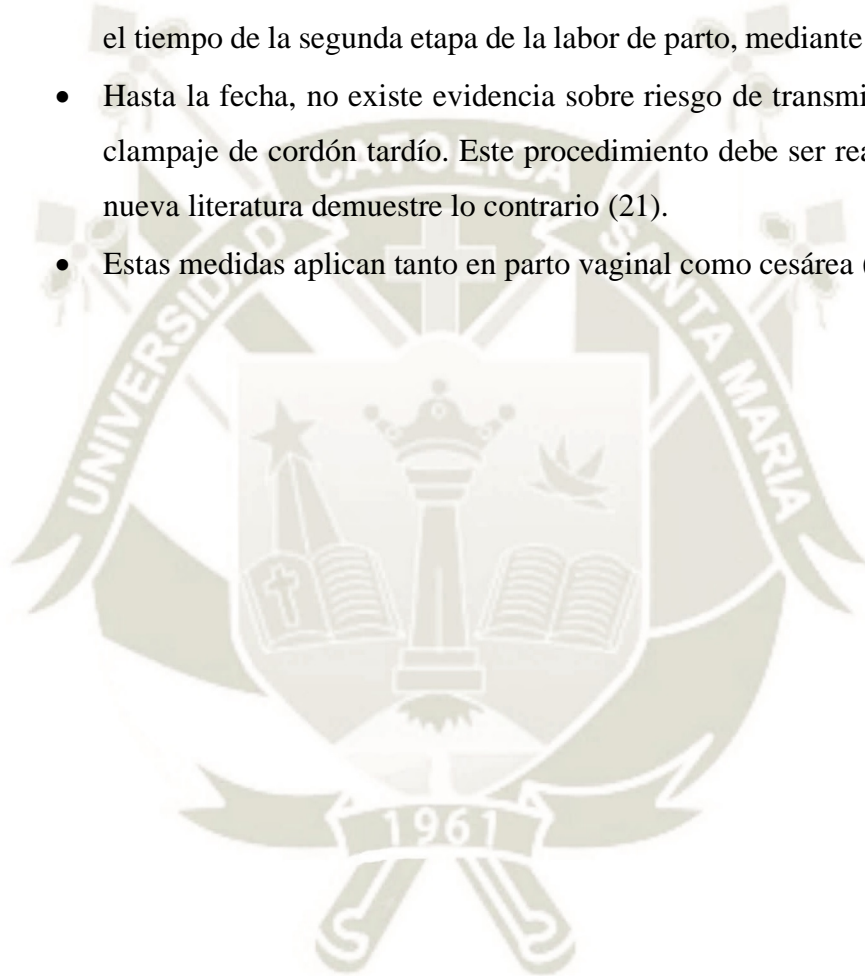 el tiempo de la segunda etapa de la labor de parto, mediante
• Hasta la fecha, no existe evidencia sobre riesgo de transmi
clampaje de cordón tardío. Este procedimiento debe ser rea
nueva literatura demuestre lo contrario (21).
• Estas medidas aplican tanto en parto vaginal como cesárea (
UNIVERSIDAD CATOLICA SANTA MARIA
1961